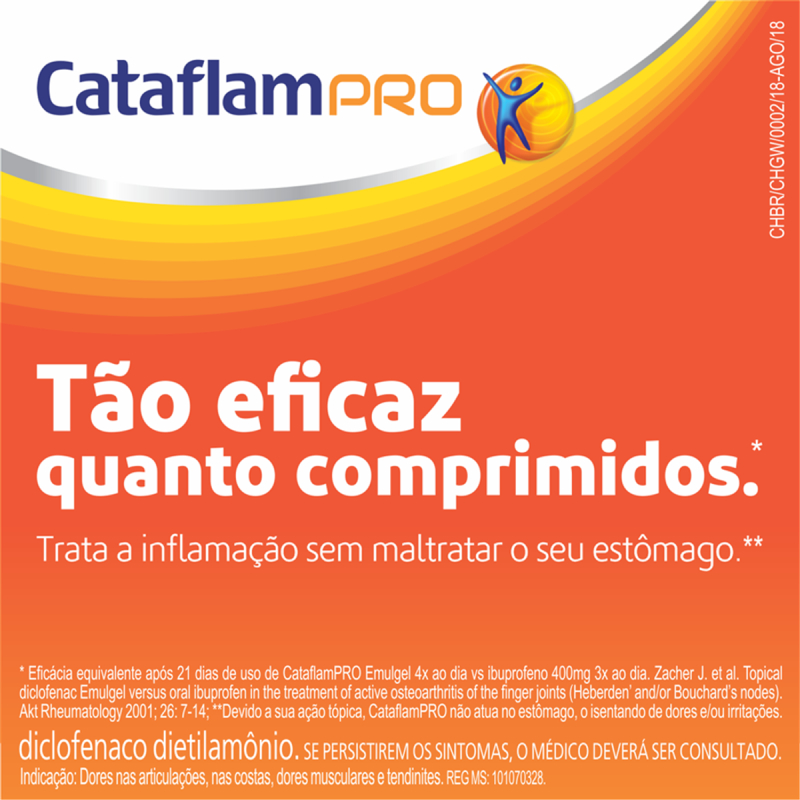 CataflamPRO
CHBR/CHGW/0002/18-AGO/18
Tão eficaz
quanto comprimidos.*
Trata a inflamação sem maltratar o seu estômago.**
* Eficácia equivalente após 21 dias de uso de CataflamPRO Emulgel 4x ao dia vs ibuprofeno 400mg 3x ao dia. Zacher J. et al. Topical
diclofenac Emulgel versus oral ibuprofen in the treatment of active osteoarthritis of the finger joints (Heberden' and/or Bouchard's nodes).
Akt Rheumatology 2001; 26: 7-14; **Devido a sua ação tópica, CataflamPRO não atua no estômago, o isentando de dores e/ou irritações.
diclofenaco dietilamônio. SE PERSISTIREM OS SINTOMAS, O MÉDICO DEVERÁ SER CONSULTADO.
Indicação: Dores nas articulações, nas costas, dores musculares e tendinites. REG MS: 101070328.